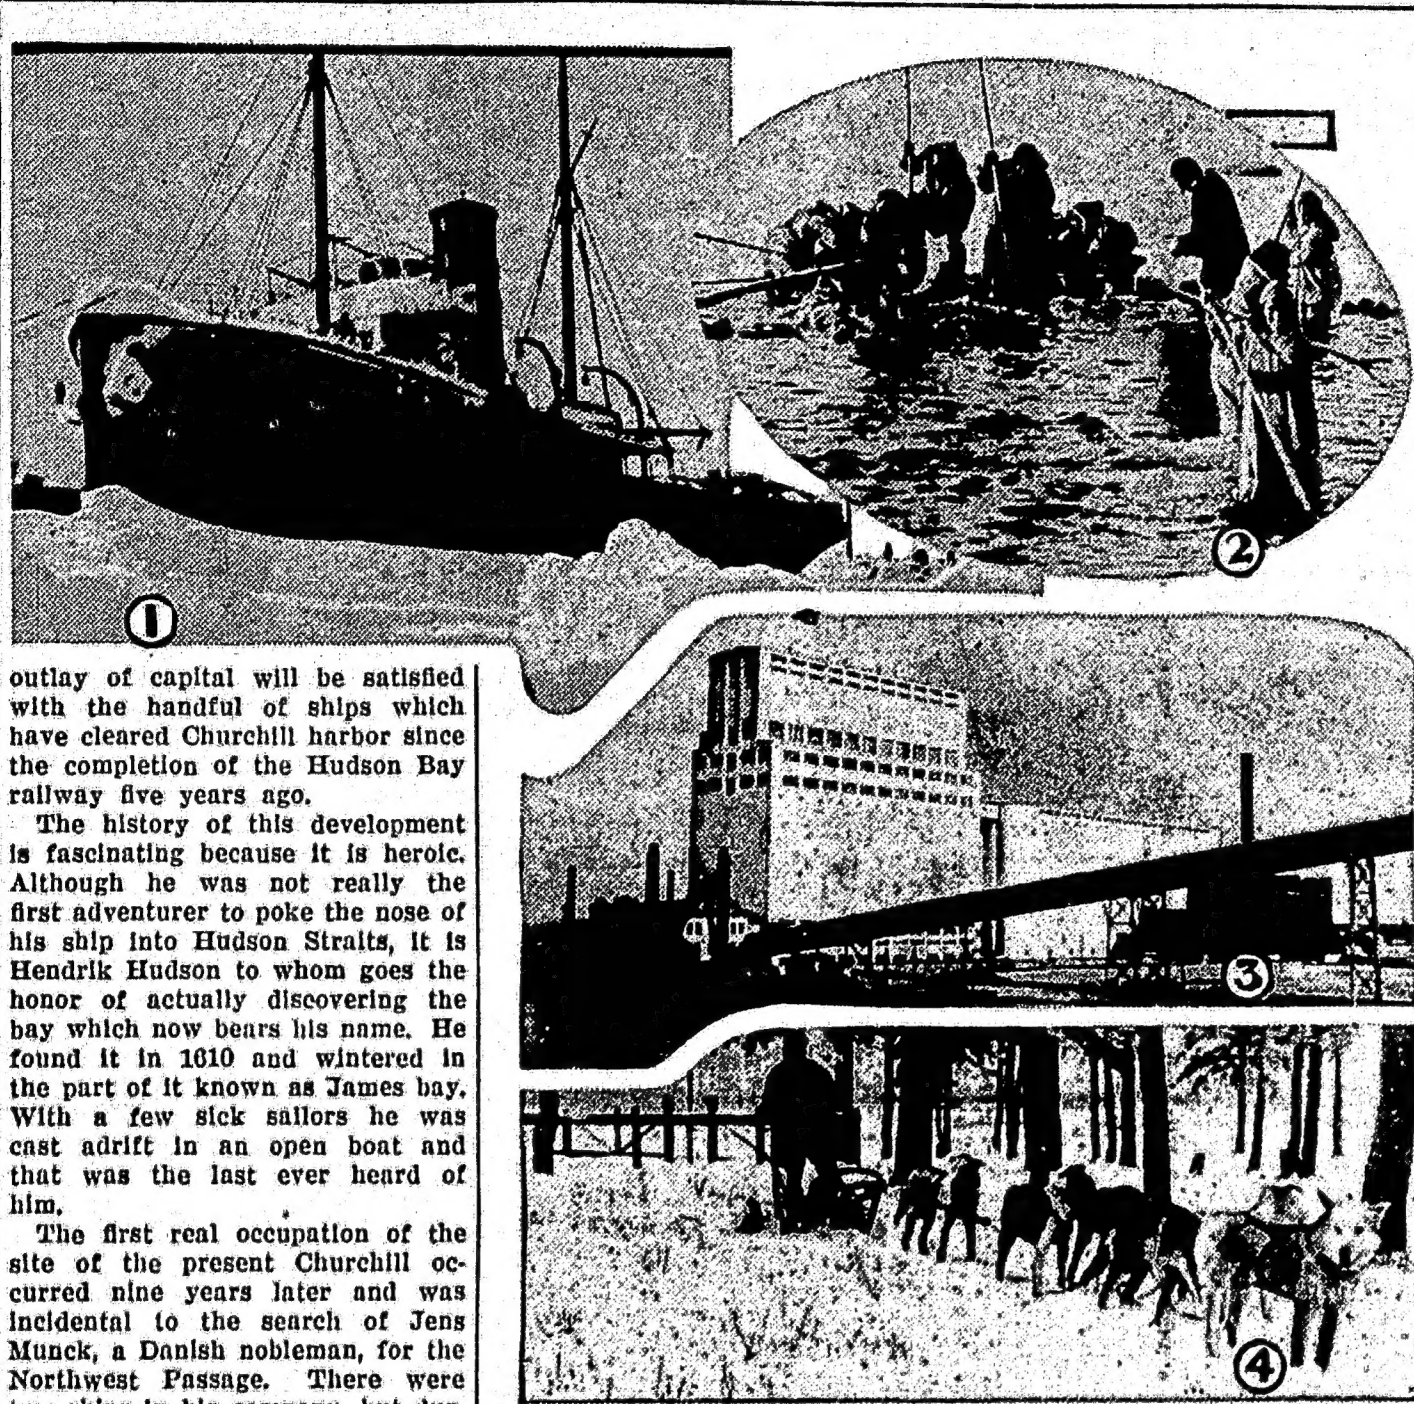 1
2
3
4
outlay of capital will be satisfied
with the handful of ships which
have cleared Churchill harbor since
the completion of the Hudson Bay
railway five years ago.
The history of this development
is fascinating because it is heroic.
Although he was not really the
first adventurer to poke the nose of
his ship into Hudson Straits, it is
Hendrik Hudson to whom goes the
honor of actually discovering the
bay which now bears his name. He
found it in 1610 and wintered in
the part of it known as James bay.
With a few sick sailors he was
cast adrift in an open boat and
that was the last ever heard of
him.
The first real occupation of the
site of the present Churchill oc-
curred nine years later and was
incidental to the search of Jens
Munck, a Danish nobleman, for the
Northwest Passage. There were